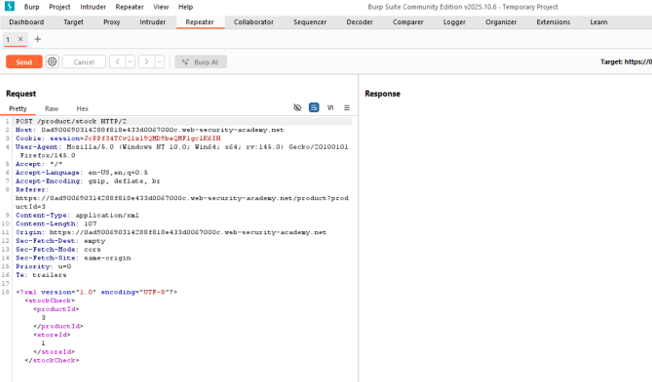 Burp Project Intruder Repeater View Help Burp Suite Community Edition v2025.10.6 - Temporary Project
Dashboard Target Proxy Intruder Repeater Collaborator Sequencer Decoder Comparer Logger Organizer Extensions Learn
1 × +
Send Cancel < > Burp AI Target: https://0
Request Response
Pretty Raw Hex
1 POST /product/stock HTTP/2
2 Host: 0ad900690314288f818e433d0067000c.web-security-academy.net
3 Cookie: session=
4 User-Agent: Mozilla/5.0 (Windows NT 10.0; Win64; x64; rv:145.0) Gecko/20100101
Firefox/145.0
5 Accept: */*
6 Accept-Language: en-US,en;q=0.5
7 Accept-Encoding: gzip, deflate, br
8 Referer:
https://0ad900690314288f818e433d0067000c.web-security-academy.net/product?prod
uctId=3
9 Content-Type: application/xml
10 Content-Length: 107
11 Origin: https://0ad900690314288f818e433d0067000c.web-security-academy.net
12 Sec-Fetch-Dest: empty
13 Sec-Fetch-Mode: cors
14 Sec-Fetch-Site: same-origin
15 Priority: u=0
16 Te: trailers
17
18 <?xml version="1.0" encoding="UTF-8"?>
<stockCheck>
<productId>
3
</productId>
<storeId>
1
</storeId>
</stockCheck>